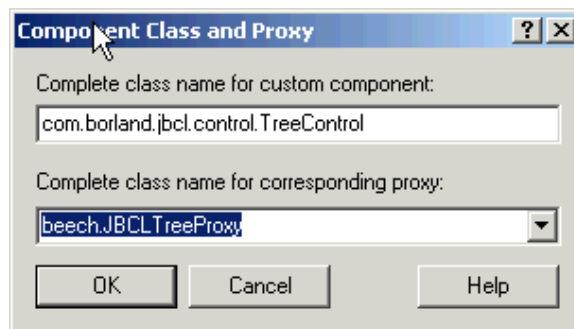 Component Class and Proxy
Complete class name for custom component:
com.borland.jbcl.control.TreeControl
Complete class name for corresponding proxy:
beech.JBCLTreeProxy
OK Cancel Help